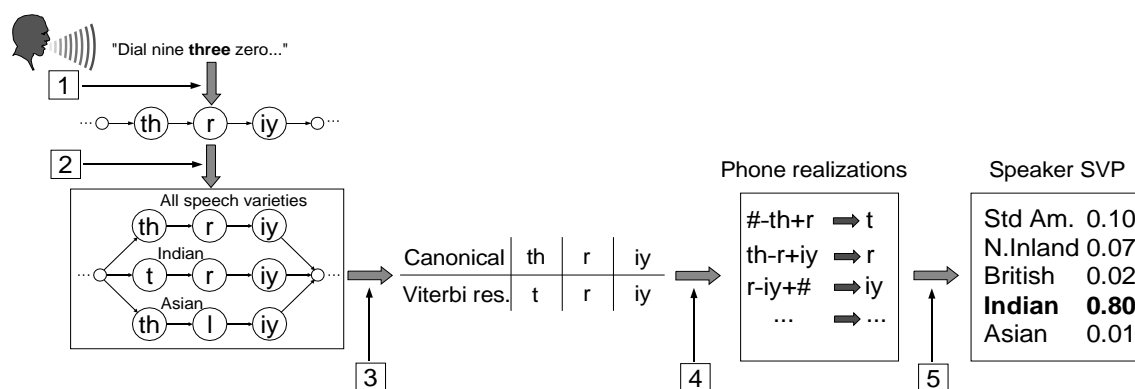 "Dial nine three zero..."
1
... th r iy ...
2
All speech varieties
th r iy
Indian
... t r iy ...
Asian
th l iy
3
Canonical th r iy
Viterbi res. t r iy
4
Phone realizations
#-th+r t
th-r+iy r
r-iy+# iy
... ...
5
Speaker SVP
Std Am. 0.10
N.Inland 0.07
British 0.02
Indian 0.80
Asian 0.01